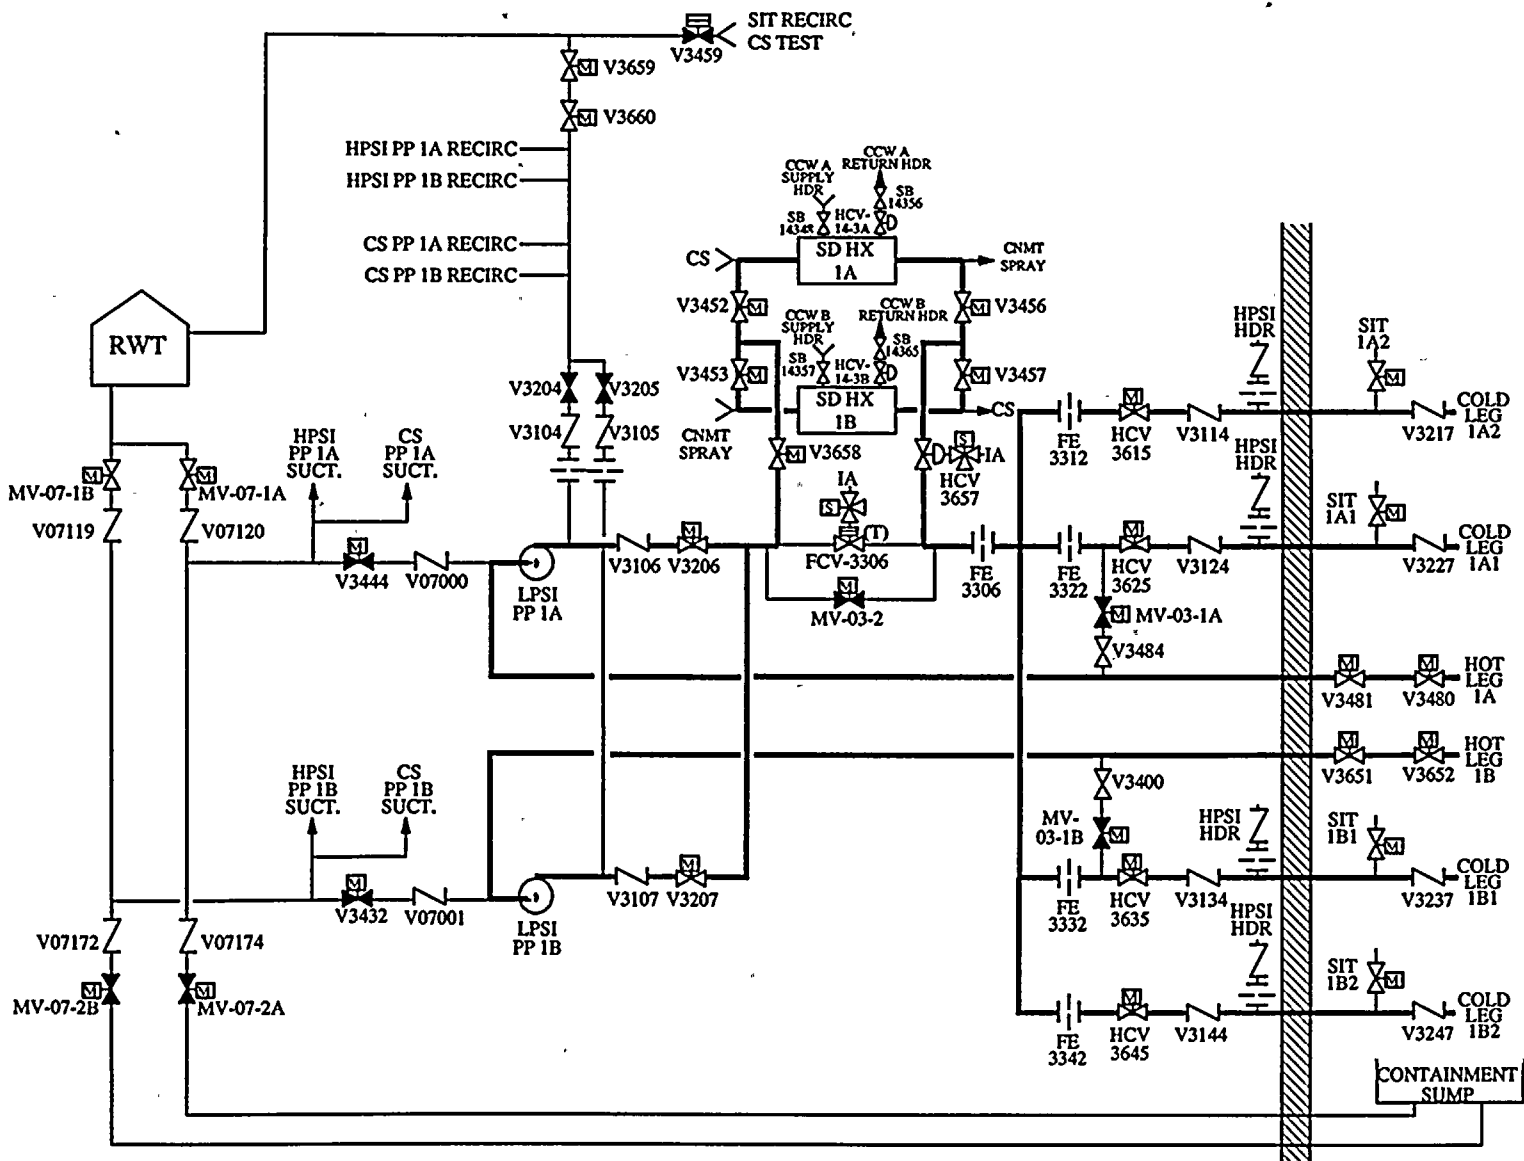 SIT RECIRC
CS TEST
V3459
V3659
V3660
HPSI PP 1A RECIRC
HPSI PP 1B RECIRC
CS PP 1A RECIRC
CS PP 1B RECIRC
RWT
CCW A
SUPPLY
HDR
CCW A
RETURN HDR
SB
14356
SB
HCV-
14-3A
D
CS
SD HX
1A
CNMT
SPRAY
V3452
M
V3456
M
CCW B
SUPPLY
HDR
CCW B
RETURN HDR
SB
14365
SB
14357
HCV-
14-3B
D
V3453
M
V3457
M
SD HX
1B
CS
CNMT
SPRAY
V3658
M
D
S
IA
HCV
3657
V3204
V3205
V3104
V3105
HPSI
PP 1A
SUCT.
CS
PP 1A
SUCT.
M
MV-07-1B
M
MV-07-1A
V07119
V07120
M
V3444
V07000
LPSI
PP 1A
V3106
M
V3206
IA
S
(T)
FCV-3306
M
MV-03-2
FE
3306
FE
3312
M
HCV
3615
V3114
HPSI
HDR
SIT
1A2
M
V3217
COLD
LEG
1A2
FE
3322
M
HCV
3625
V3124
HPSI
HDR
SIT
1A1
M
V3227
COLD
LEG
1A1
M
MV-03-1A
V3484
M
V3481
M
V3480
HOT
LEG
1A
M
V3651
M
V3652
HOT
LEG
1B
V3400
MV-
03-1B
M
HPSI
PP 1B
SUCT.
CS
PP 1B
SUCT.
M
V3432
V07001
LPSI
PP 1B
V3107
M
V3207
FE
3332
M
HCV
3635
V3134
HPSI
HDR
SIT
1B1
M
V3237
COLD
LEG
1B1
V07172
V07174
M
MV-07-2B
M
MV-07-2A
FE
3342
M
HCV
3645
V3144
HPSI
HDR
SIT
1B2
M
V3247
COLD
LEG
1B2
CONTAINMENT
SUMP